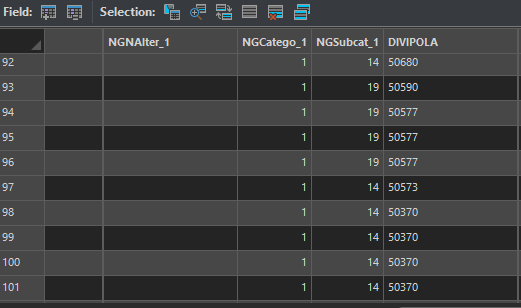 Field: Selection:
NGNAlter_1 NGCatego_1 NGSubcat_1 DIVIPOLA
92 1 14 50680
93 1 19 50590
94 1 19 50577
95 1 19 50577
96 1 19 50577
97 1 14 50573
98 1 14 50370
99 1 14 50370
100 1 14 50370
101 1 14 50370